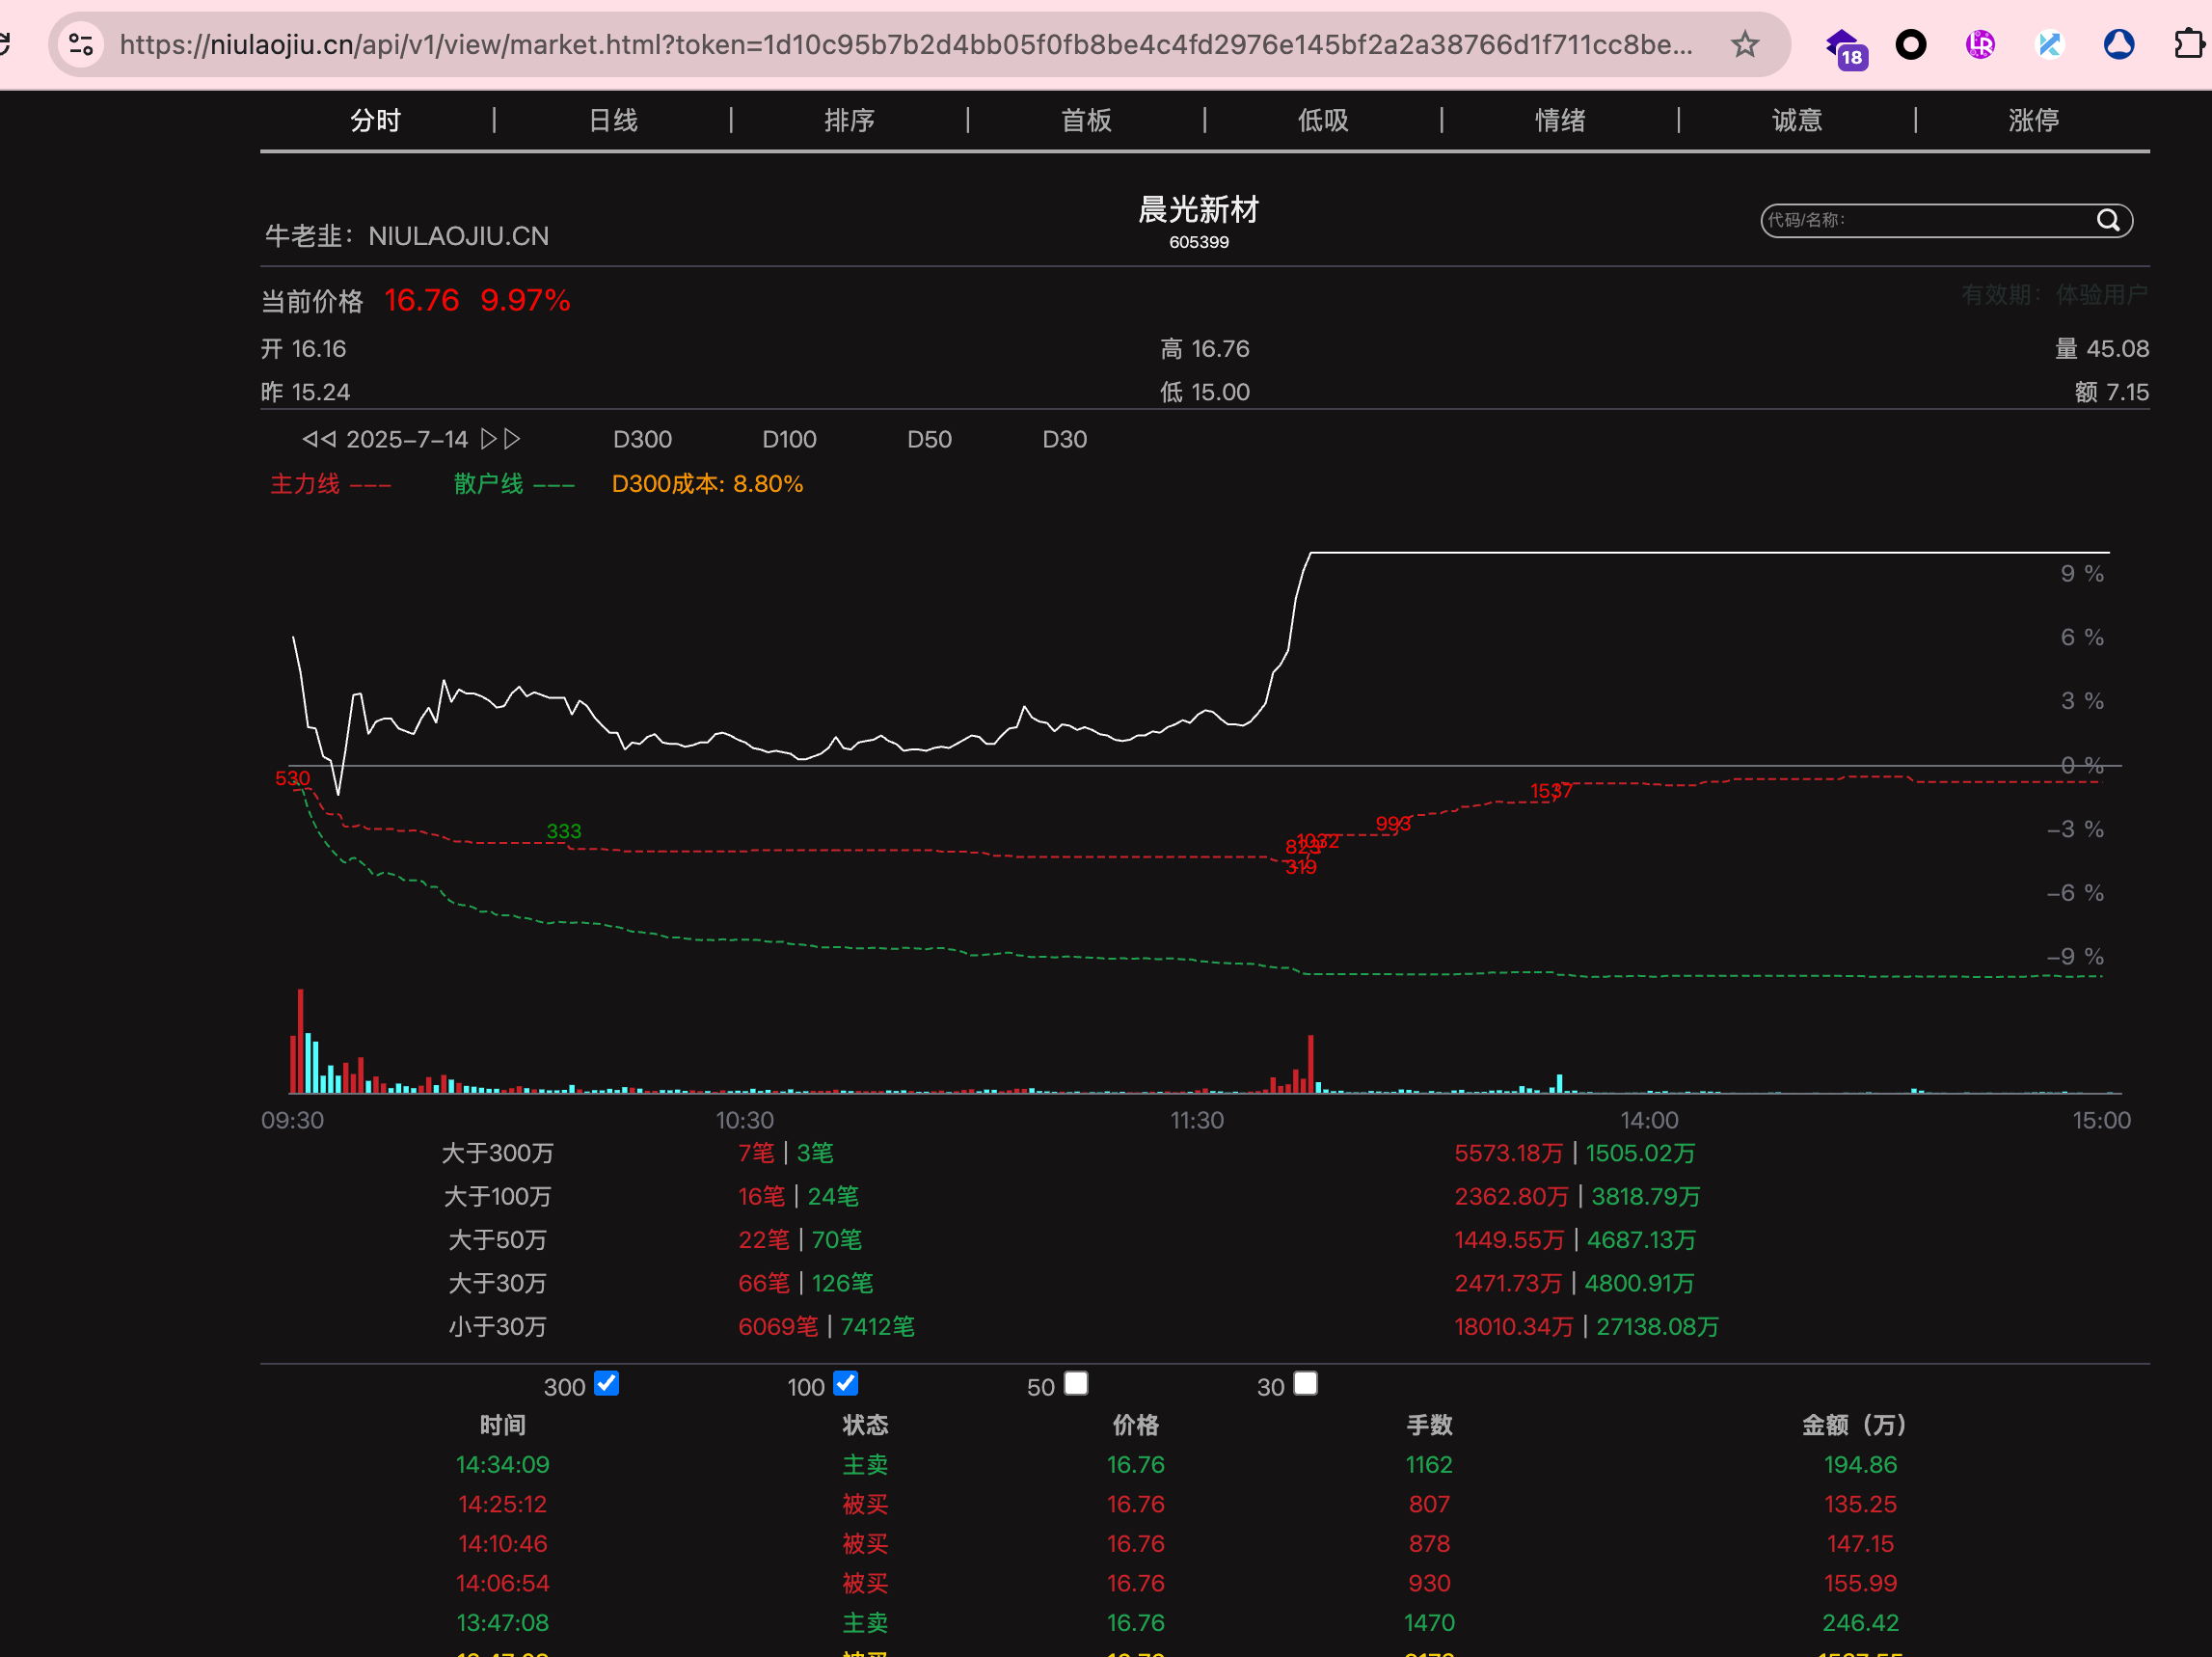 https://niulaojiu.cn/api/v1/view/market.html?token=1d10c95b7b2d4bb05f0fb8be4c4fd2976e145bf2a2a38766d1f711cc8be...
18
分时 | 日线 | 排序 | 首板 | 低吸 | 情绪 | 诚意 | 涨停
牛老韭：NIULAOJIU.CN
晨光新材
605399
代码/名称:
当前价格 16.76 9.97%
有效期：体验用户
开 16.16 高 16.76 量 45.08
昨 15.24 低 15.00 额 7.15
2025-7-14 D300 D100 D50 D30
主力线 --- 散户线 --- D300成本: 8.80%
9 %
6 %
3 %
0 %
530
1537
993
-3 %
333
1032
823
319
-6 %
-9 %
09:30 10:30 11:30 14:00 15:00
大于300万 7笔 | 3笔 5573.18万 | 1505.02万
大于100万 16笔 | 24笔 2362.80万 | 3818.79万
大于50万 22笔 | 70笔 1449.55万 | 4687.13万
大于30万 66笔 | 126笔 2471.73万 | 4800.91万
小于30万 6069笔 | 7412笔 18010.34万 | 27138.08万
300 100 50 30
时间 状态 价格 手数 金额（万）
14:34:09 主卖 16.76 1162 194.86
14:25:12 被买 16.76 807 135.25
14:10:46 被买 16.76 878 147.15
14:06:54 被买 16.76 930 155.99
13:47:08 主卖 16.76 1470 246.42